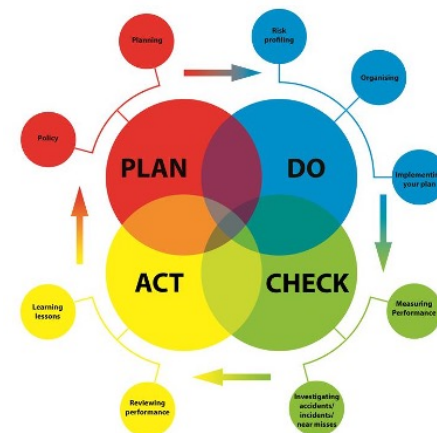 Planning
Risk
profiling
Organising
Policy
PLAN
DO
Implementing
your plan
ACT
CHECK
Learning
lessons
Measuring
Performance
Reviewing
performance
Investigating
accidents/
incidents/
near misses